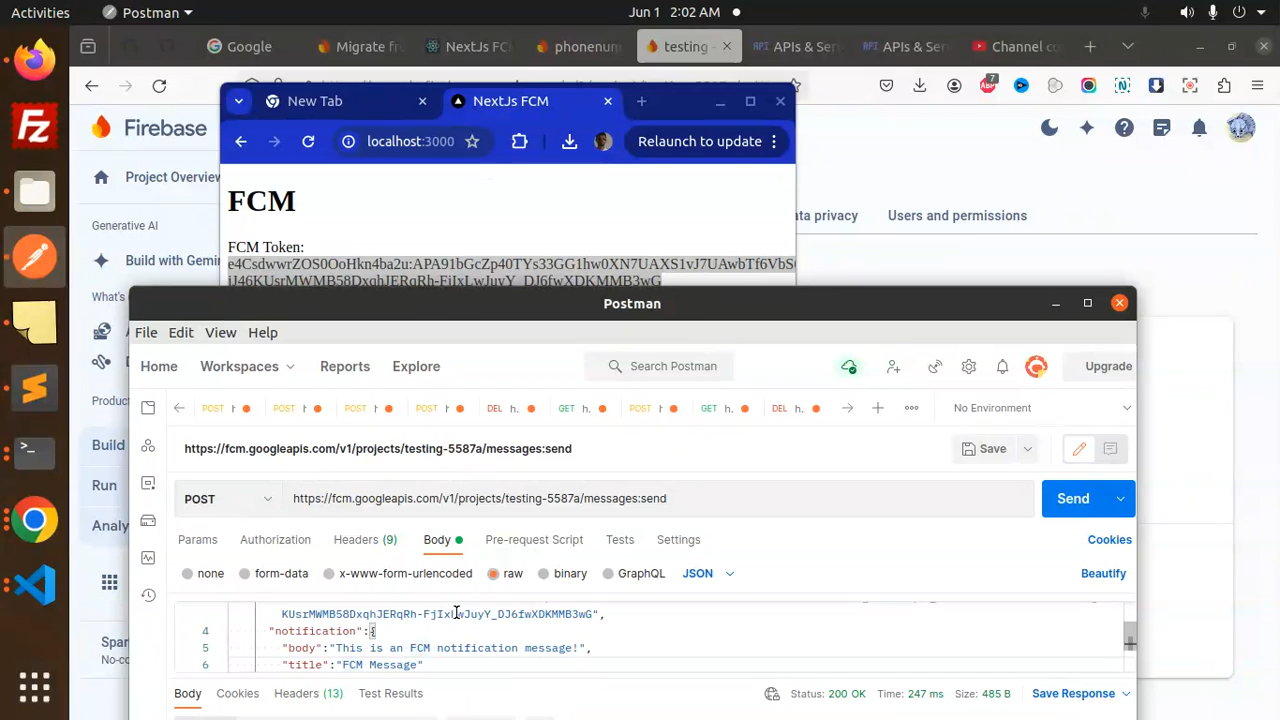 Activities
Postman
Jun 1 2:02 AM
Google
Migrate fr
NextJs FC
phonenum
testing -
APIs & Ser
APIs & Ser
Channel co
7
Firebase
New Tab
NextJs FCM
localhost:3000
Relaunch to update
Project Overview
Generative AI
Build with Gemi
What's
Produc
Build
Run
Analy
Spar
No-co
ata privacy
Users and permissions
FCM
FCM Token:
e4CsdwwrZOS0OoHkn4ba2u:APA91bGcZp40TYs33GG1hw0XN7UAXS1vJ7UAwbTf6VbS
iJ46KUsrMWMB58DxqhJERqRh-FjIxLwJuyY_DJ6fwXDKMMB3wG
Postman
File Edit View Help
Home Workspaces Reports Explore
Search Postman
Upgrade
POST h POST h POST h POST h DEL h. GET h. POST h GET h. DEL h.
No Environment
https://fcm.googleapis.com/v1/projects/testing-5587a/messages:send
Save
POST
https://fcm.googleapis.com/v1/projects/testing-5587a/messages:send
Send
Params Authorization Headers (9) Body Pre-request Script Tests Settings Cookies
none form-data x-www-form-urlencoded raw binary GraphQL JSON Beautify
KUsrMWMB58DxqhJERqRh-FjIxLwJuyY_DJ6fwXDKMMB3wG",
4 "notification":{
5 "body":"This is an FCM notification message!",
6 "title":"FCM Message"
Body Cookies Headers (13) Test Results
Status: 200 OK Time: 247 ms Size: 485 B Save Response